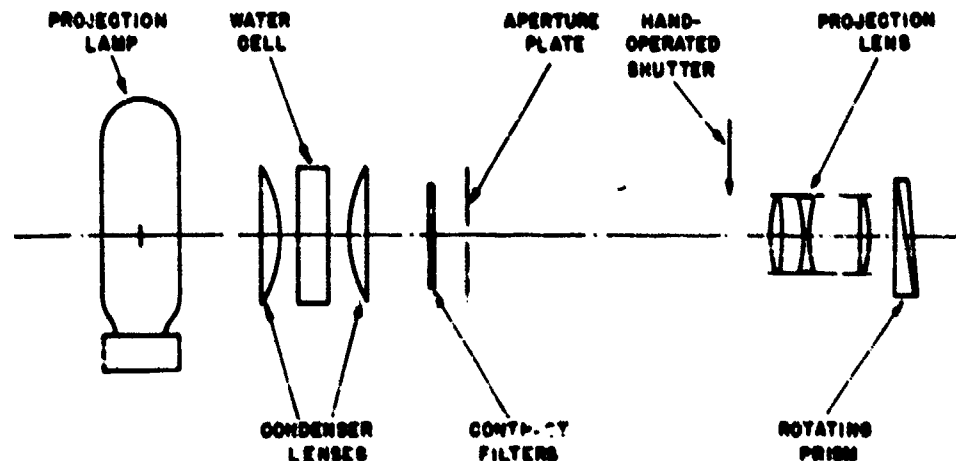 PROJECTION
LAMP
WATER
CELL
APERTURE
PLATE
HAND-
OPERATED
SHUTTER
PROJECTION
LENS
CONDENSER
LENSES
FILTERS
ROTATING
PRISM